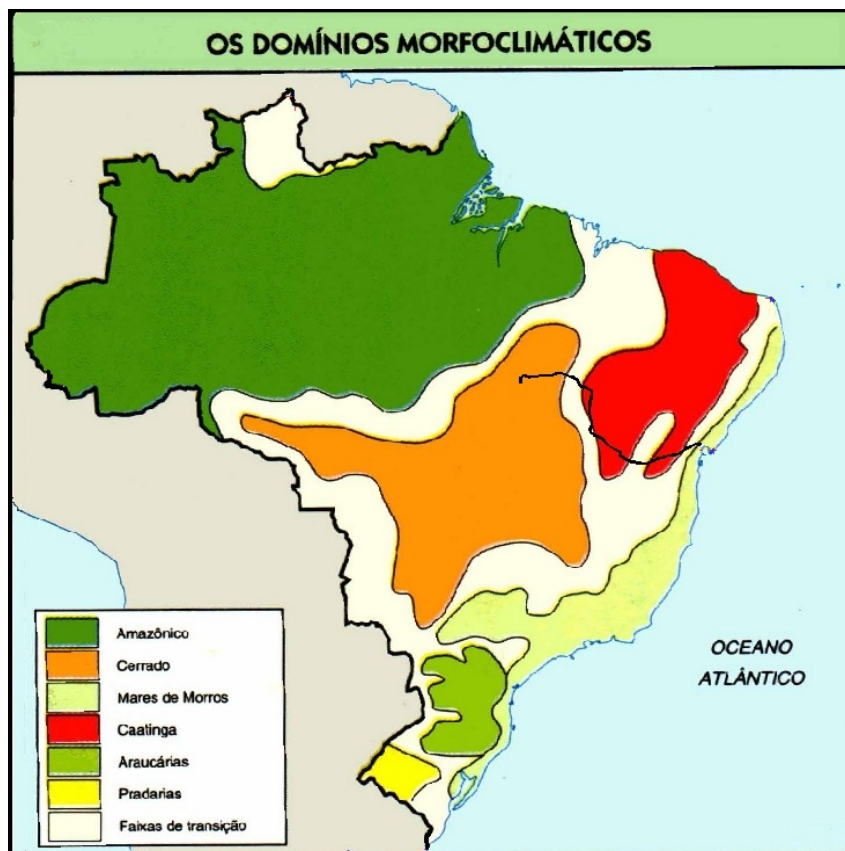 OS DOMÍNIOS MORFOCLIMÁTICOS
OCEANO
ATLÂNTICO
Amazônico
Cerrado
Mares de Morros
Caatinga
Araucárias
Pradarias
Faixas de transição